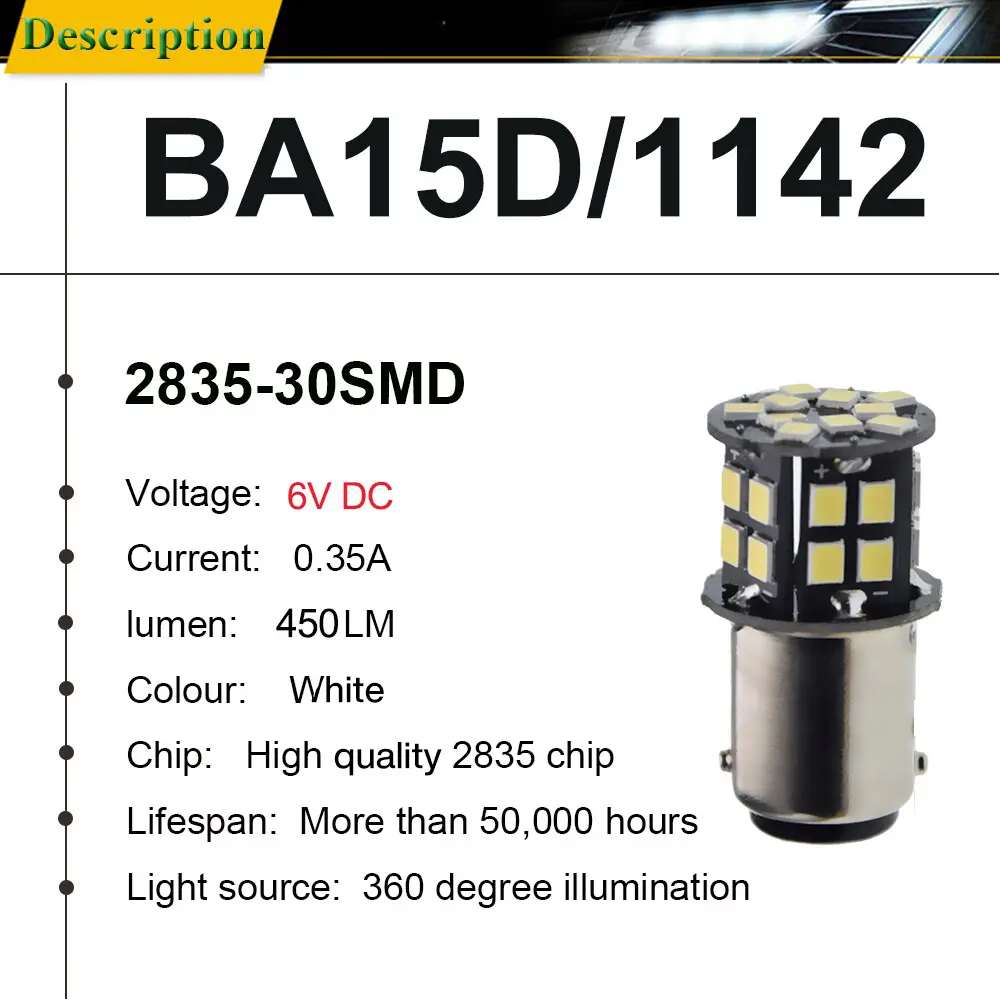 Description
BA15D/1142
2835-30SMD
Voltage: 6V DC
Current: 0.35A
lumen: 450LM
Colour: White
Chip: High quality 2835 chip
Lifespan: More than 50,000 hours
Light source: 360 degree illumination
+
−